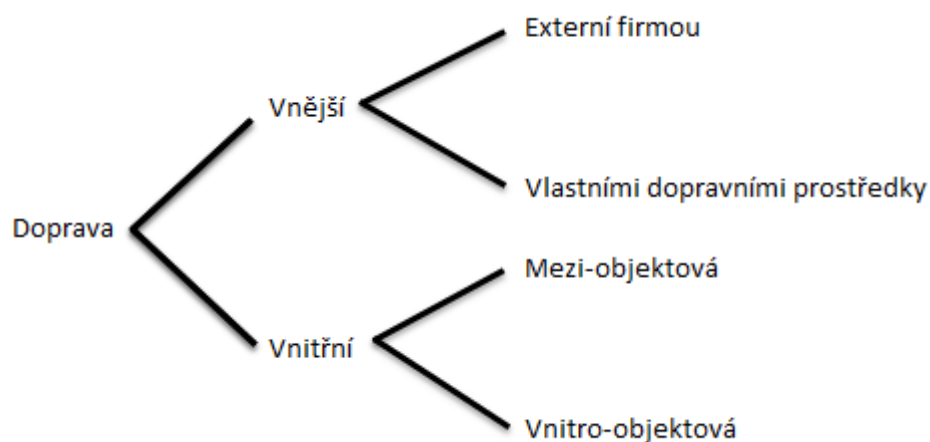 Externí firmou
Vnější
Vlastními dopravními prostředky
Doprava
Mezi-objektová
Vnitřní
Vnitro-objektová